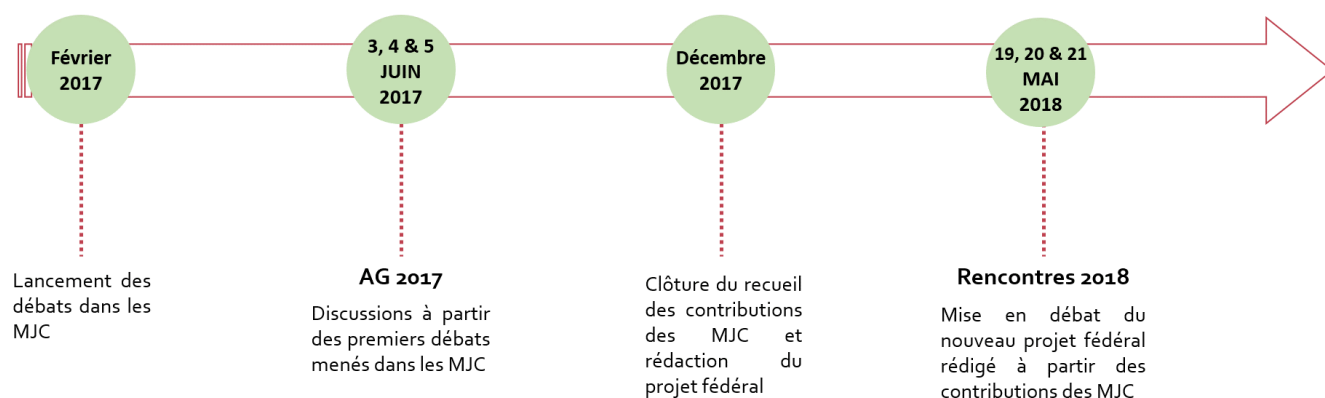 Février
2017
3, 4 & 5
JUIN
2017
Décembre
2017
19, 20 & 21
MAI
2018
Lancement des
débats dans les
MJC
AG 2017
Discussions à partir
des premiers débats
menés dans les MJC
Clôture du recueil
des contributions
des MJC et
rédaction du
projet fédéral
Rencontres 2018
Mise en débat du
nouveau projet fédéral
rédigé à partir des
contributions des MJC